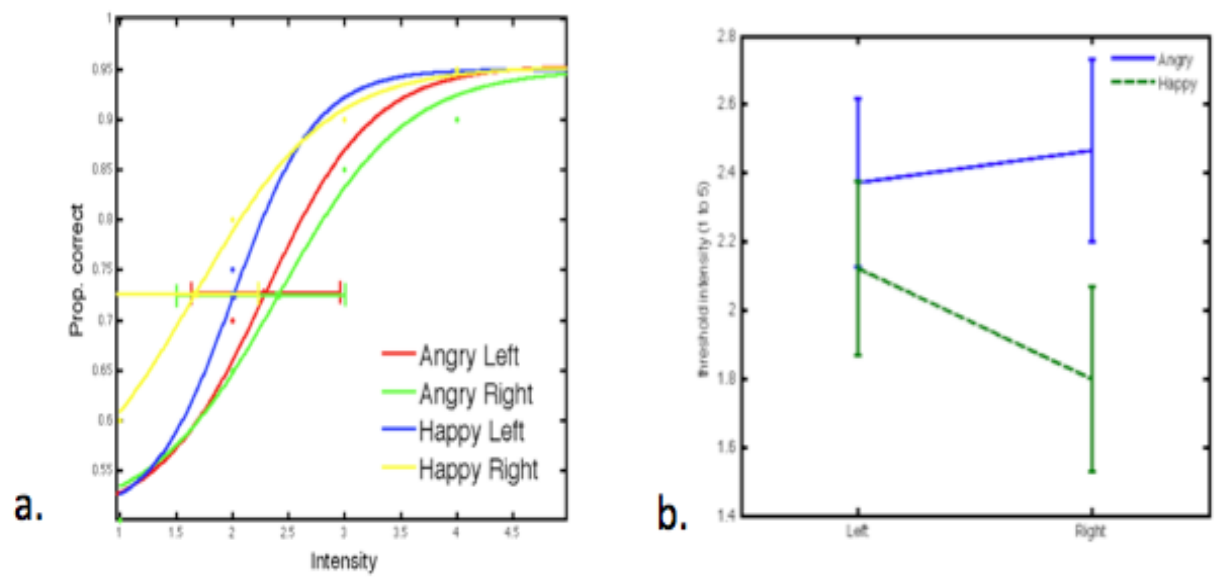 a.
Prop. correct
1
0.95
0.9
0.85
0.8
0.75
0.7
0.65
0.6
0.55
1
1.5
2
2.5
3
3.5
4
4.5
Intensity
Angry Left
Angry Right
Happy Left
Happy Right
b.
threshold intensity (1 to 5)
2.8
2.6
2.4
2.2
2
1.8
1.6
1.4
Left
Right
Angry
Happy